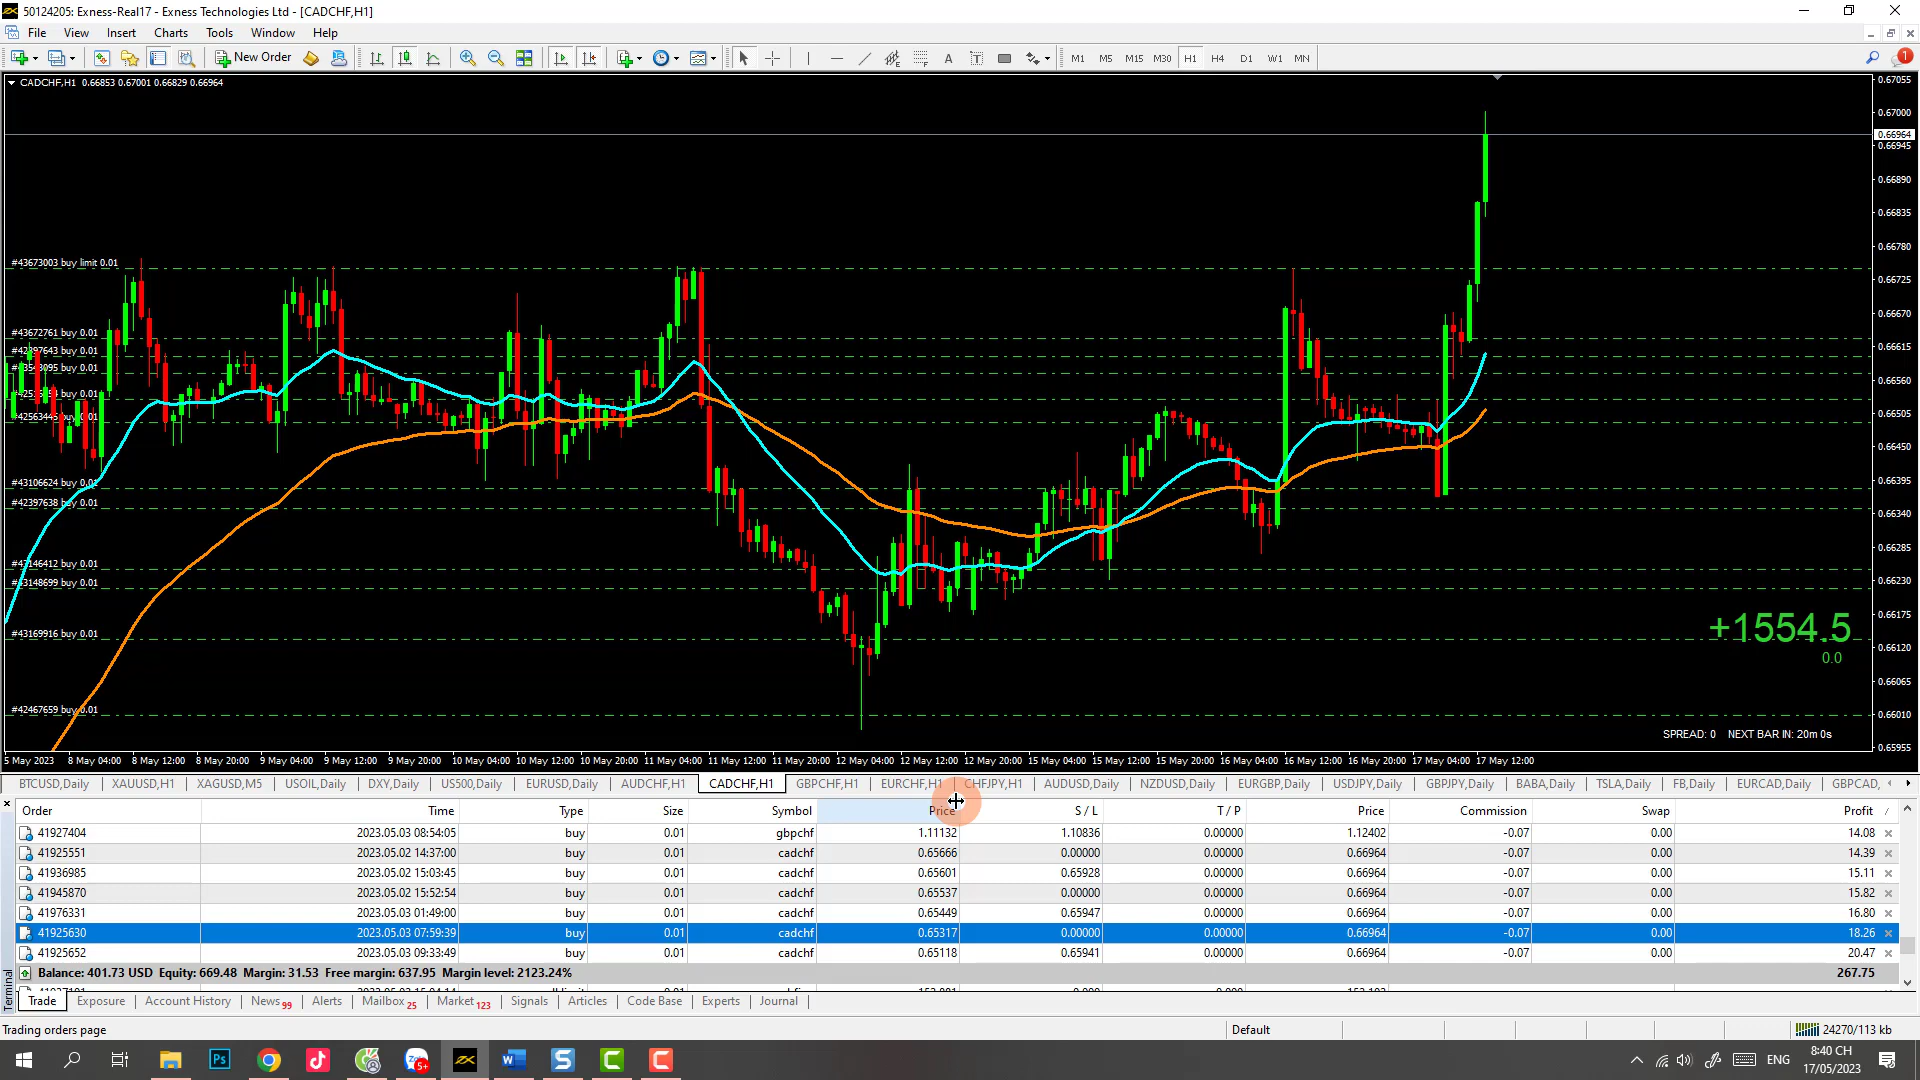 50124205: Exness-Real17 - Exness Technologies Ltd - [CADCHF,H1]
File View Insert Charts Tools Window Help
New Order A T M1 M5 M15 M30 H1 H4 D1 W1 MN 1
CADCHF,H1 0.66853 0.67001 0.66829 0.66964
0.67055
0.67000
0.66964
0.66945
0.66890
0.66835
0.66780
#43673003 buy limit 0.01
0.66725
0.66670
#43672761 buy 0.01
0.66615
#42397643 buy 0.01
buy 0.01
0.66560
buy 0.01
0.66505
#42563445 buy 0.01
0.66450
#43106624 buy 0.01
0.66395
#42397638 buy 0.01
0.66340
0.66285
#43146412 buy 0.01
0.66230
#43148699 buy 0.01
0.66175
+1554.5
#43169916 buy 0.01
0.66120
0.0
0.66065
#42467659 buy 0.01
0.66010
SPREAD: 0 NEXT BAR IN: 20m 0s
0.65955
5 May 2023 8 May 04:00 8 May 12:00 8 May 20:00 9 May 04:00 9 May 12:00 9 May 20:00 10 May 04:00 10 May 12:00 10 May 20:00 11 May 04:00 11 May 12:00 11 May 20:00 12 May 04:00 12 May 12:00 12 May 20:00 15 May 04:00 15 May 12:00 15 May 20:00 16 May 04:00 16 May 12:00 16 May 20:00 17 May 04:00 17 May 12:00
BTCUSD,Daily XAUUSD,H1 XAGUSD,M5 USOIL,Daily DXY,Daily US500,Daily EURUSD,Daily AUDCHF,H1 CADCHF,H1 GBPCHF,H1 EURCHF,H1 CHFJPY,H1 AUDUSD,Daily NZDUSD,Daily EURGBP,Daily USDJPY,Daily GBPJPY,Daily BABA,Daily TSLA,Daily FB,Daily EURCAD,Daily GBPCAD,
Order Time Type Size Symbol Price S / L T / P Price Commission Swap Profit /
41927404 2023.05.03 08:54:05 buy 0.01 gbpchf 1.11132 1.10836 0.00000 1.12402 -0.07 0.00 14.08
41925551 2023.05.02 14:37:00 buy 0.01 cadchf 0.65666 0.00000 0.00000 0.66964 -0.07 0.00 14.39
41936985 2023.05.02 15:03:45 buy 0.01 cadchf 0.65601 0.65928 0.00000 0.66964 -0.07 0.00 15.11
41945870 2023.05.02 15:52:54 buy 0.01 cadchf 0.65537 0.00000 0.00000 0.66964 -0.07 0.00 15.82
41976331 2023.05.03 01:49:00 buy 0.01 cadchf 0.65449 0.65947 0.00000 0.66964 -0.07 0.00 16.80
41925630 2023.05.03 07:59:39 buy 0.01 cadchf 0.65317 0.00000 0.00000 0.66964 -0.07 0.00 18.26
41925652 2023.05.03 09:33:49 buy 0.01 cadchf 0.65118 0.65941 0.00000 0.66964 -0.07 0.00 20.47
Balance: 401.73 USD Equity: 669.48 Margin: 31.53 Free margin: 637.95 Margin level: 2123.24% 267.75
Terminal
Trade Exposure Account History News 99 Alerts Mailbox 25 Market 123 Signals Articles Code Base Experts Journal
Trading orders page Default 24270/113 kb
Ps Zalo 5+ W S C C ENG
8:40 CH
17/05/2023